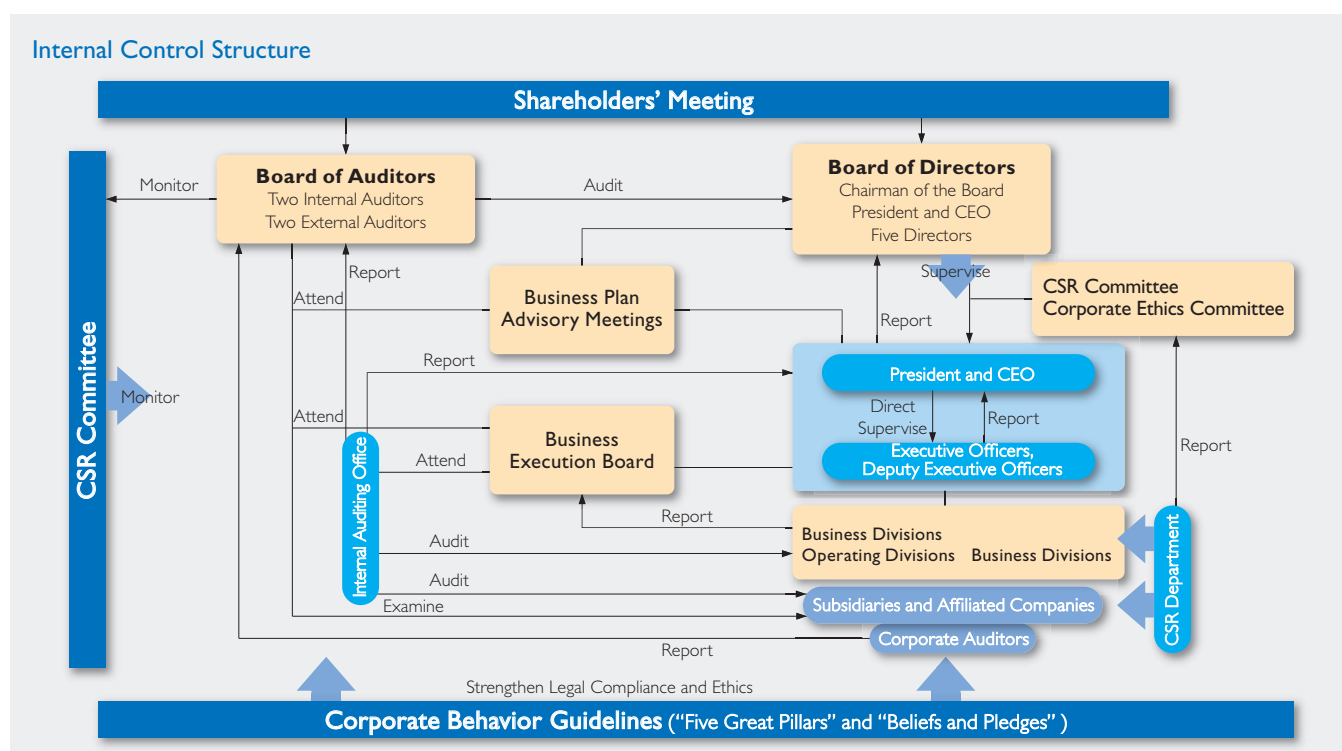 Internal Control Structure
Shareholders’ Meeting
Board of Auditors
Two Internal Auditors
Two External Auditors
Board of Directors
Chairman of the Board
President and CEO
Five Directors
Monitor
Audit
CSR Committee
Monitor
Report
Attend
Business Plan
Advisory Meetings
Supervise
Report
CSR Committee
Corporate Ethics Committee
Report
President and CEO
Direct
Supervise
Report
Executive Officers,
Deputy Executive Officers
Attend
Business
Execution Board
Attend
Internal Auditing Office
Report
Report
Business Divisions
Operating Divisions Business Divisions
CSR Department
Audit
Audit
Examine
Subsidiaries and Affiliated Companies
Corporate Auditors
Report
Strengthen Legal Compliance and Ethics
Corporate Behavior Guidelines (“Five Great Pillars” and “Beliefs and Pledges” )